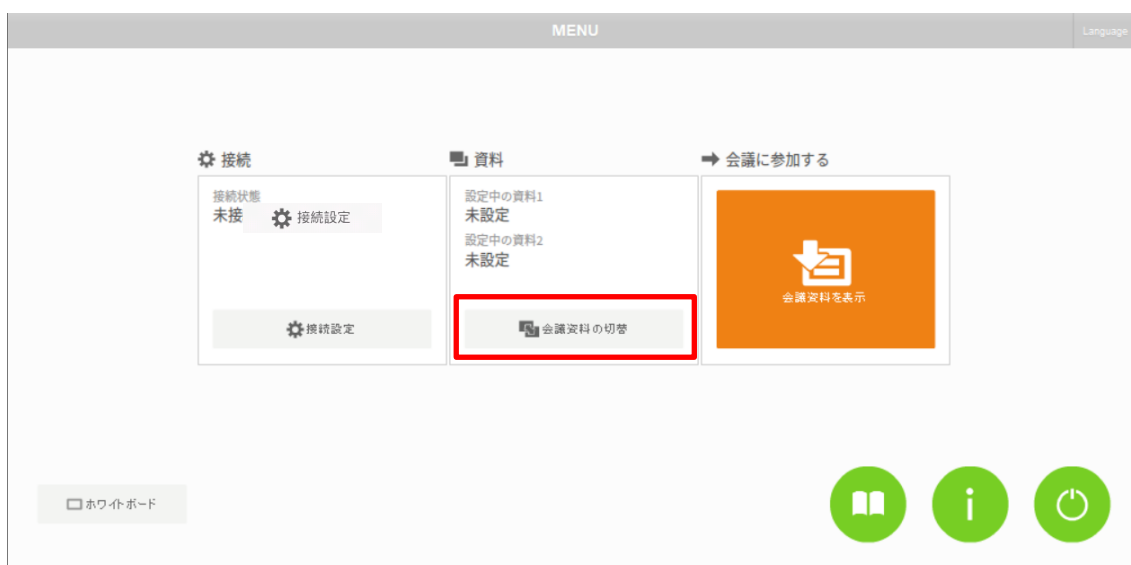 MENU
Language
接続
資料
会議に参加する
接続状態
未接
接続設定
設定中の資料1
未設定
設定中の資料2
未設定
会議資料を表示
接続設定
会議資料の切替
ホワイトボード
i